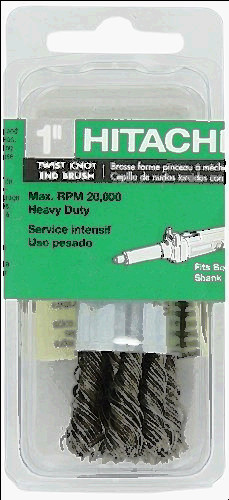 1" HITACHI
TWIST KNOT
END BRUSH
Brosse forme pinceau à mèche
Cepillo de nudos torcidos con
Max. RPM 20,000
Heavy Duty
Service intensif
Uso pesado
Fits
Shank